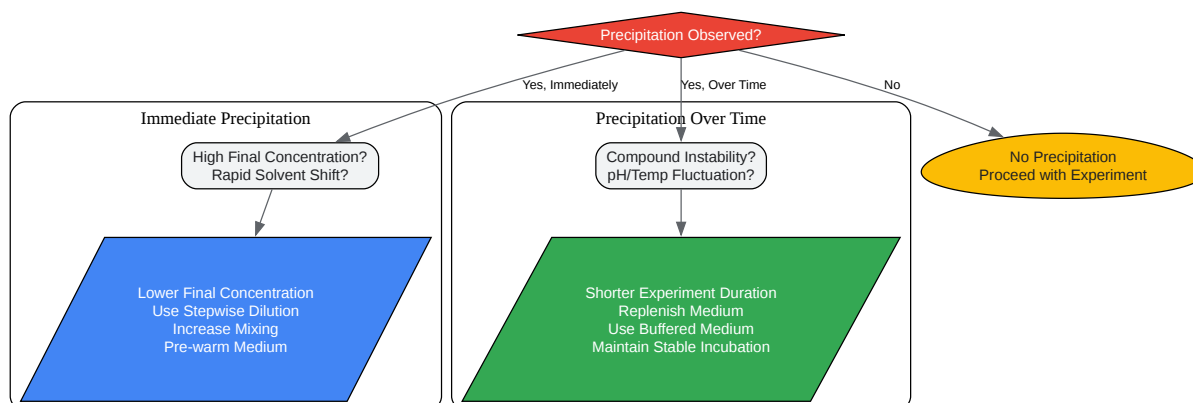 Precipitation Observed?
Yes, Immediately
Yes, Over Time
No
Immediate Precipitation
High Final Concentration?
Rapid Solvent Shift?
Lower Final Concentration
Use Stepwise Dilution
Increase Mixing
Pre-warm Medium
Precipitation Over Time
Compound Instability?
pH/Temp Fluctuation?
Shorter Experiment Duration
Replenish Medium
Use Buffered Medium
Maintain Stable Incubation
No Precipitation
Proceed with Experiment